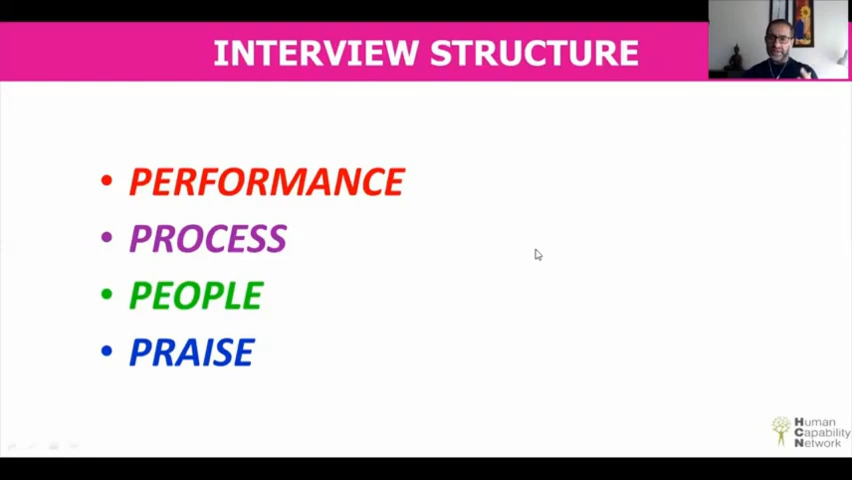 INTERVIEW STRUCTURE
• PERFORMANCE
• PROCESS
• PEOPLE
• PRAISE
Human
Capability
Network